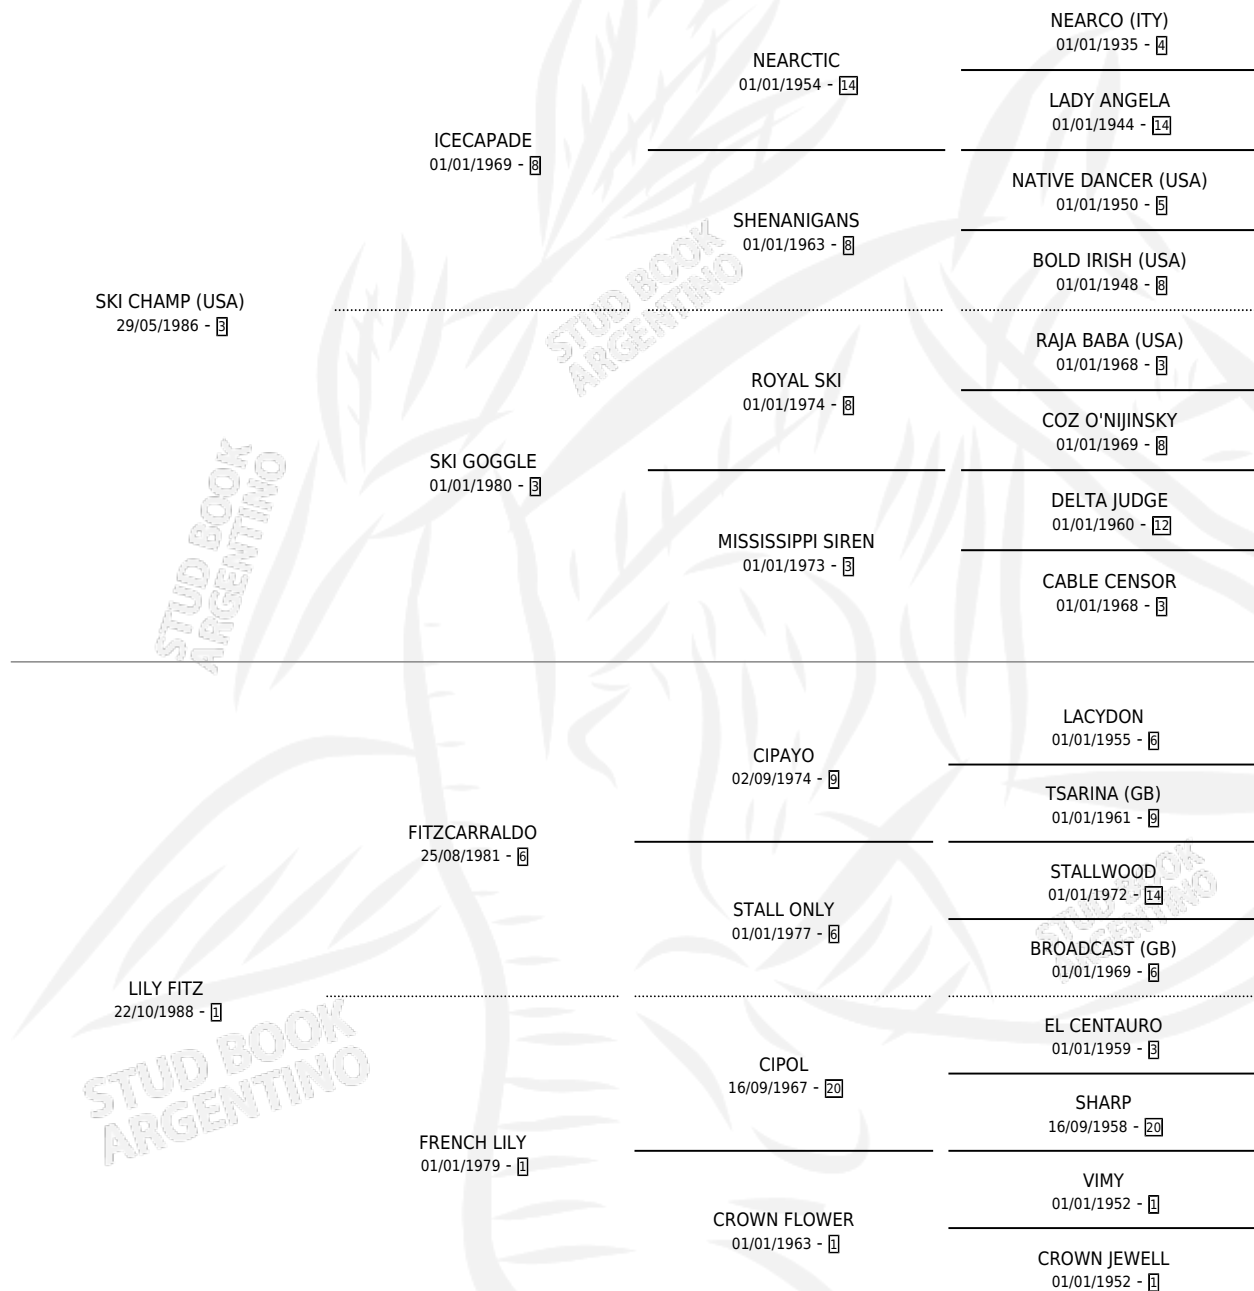 NEARCO (ITY)
01/01/1935 - 4
NEARCTIC
01/01/1954 - 14
LADY ANGELA
01/01/1944 - 14
ICECAPADE
01/01/1969 - 8
NATIVE DANCER (USA)
01/01/1950 - 5
SHENANIGANS
01/01/1963 - 8
BOLD IRISH (USA)
01/01/1948 - 8
SKI CHAMP (USA)
29/05/1986 - 3
RAJA BABA (USA)
01/01/1968 - 3
ROYAL SKI
01/01/1974 - 8
COZ O'NIJINSKY
01/01/1969 - 8
SKI GOGGLE
01/01/1980 - 3
DELTA JUDGE
01/01/1960 - 12
MISSISSIPPI SIREN
01/01/1973 - 3
CABLE CENSOR
01/01/1968 - 3
STUD BOOK
ARGENTINO
STUD BOOK
ARGENTINO
LACYDON
01/01/1955 - 6
CIPAYO
02/09/1974 - 9
TSARINA (GB)
01/01/1961 - 9
FITZCARRALDO
25/08/1981 - 6
STALLWOOD
01/01/1972 - 14
STALL ONLY
01/01/1977 - 6
BROADCAST (GB)
01/01/1969 - 6
STUD BOOK
ARGENTINO
LILY FITZ
22/10/1988 - 1
EL CENTAURO
01/01/1959 - 3
CIPOL
16/09/1967 - 20
SHARP
16/09/1958 - 20
FRENCH LILY
01/01/1979 - 1
VIMY
01/01/1952 - 1
CROWN FLOWER
01/01/1963 - 1
CROWN JEWELL
01/01/1952 - 1
STUD BOOK
ARGENTINO